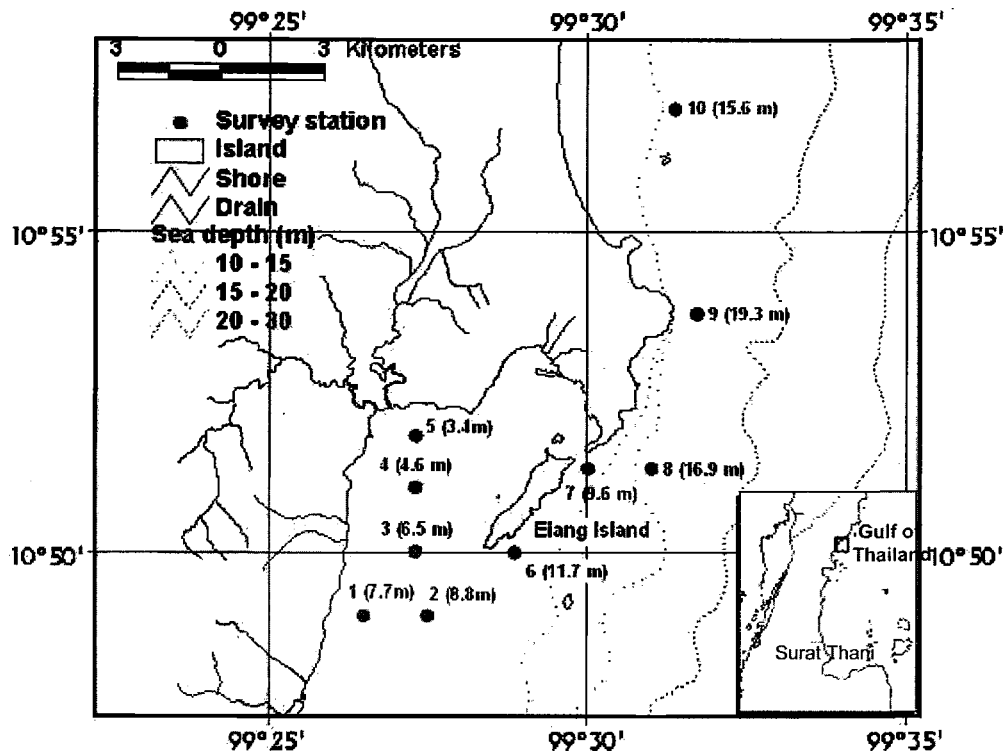 99°25' 99°30' 99°35'
3 0 3 Kilometers
10 (15.6 m)
Survey station
Island
Shore
Drain
10°55' 10°55'
Sea depth (m)
10 - 15
15 - 20
20 - 30
9 (19.3 m)
5 (3.4m)
4 (4.6 m)
8 (16.9 m)
7 (9.6 m)
3 (6.5 m)
Elang Island
Gulf of
Thailand
10°50' 10°50'
6 (11.7 m)
1 (7.7m) 2 (8.8m)
Surat Thani
99°25' 99°30' 99°35'